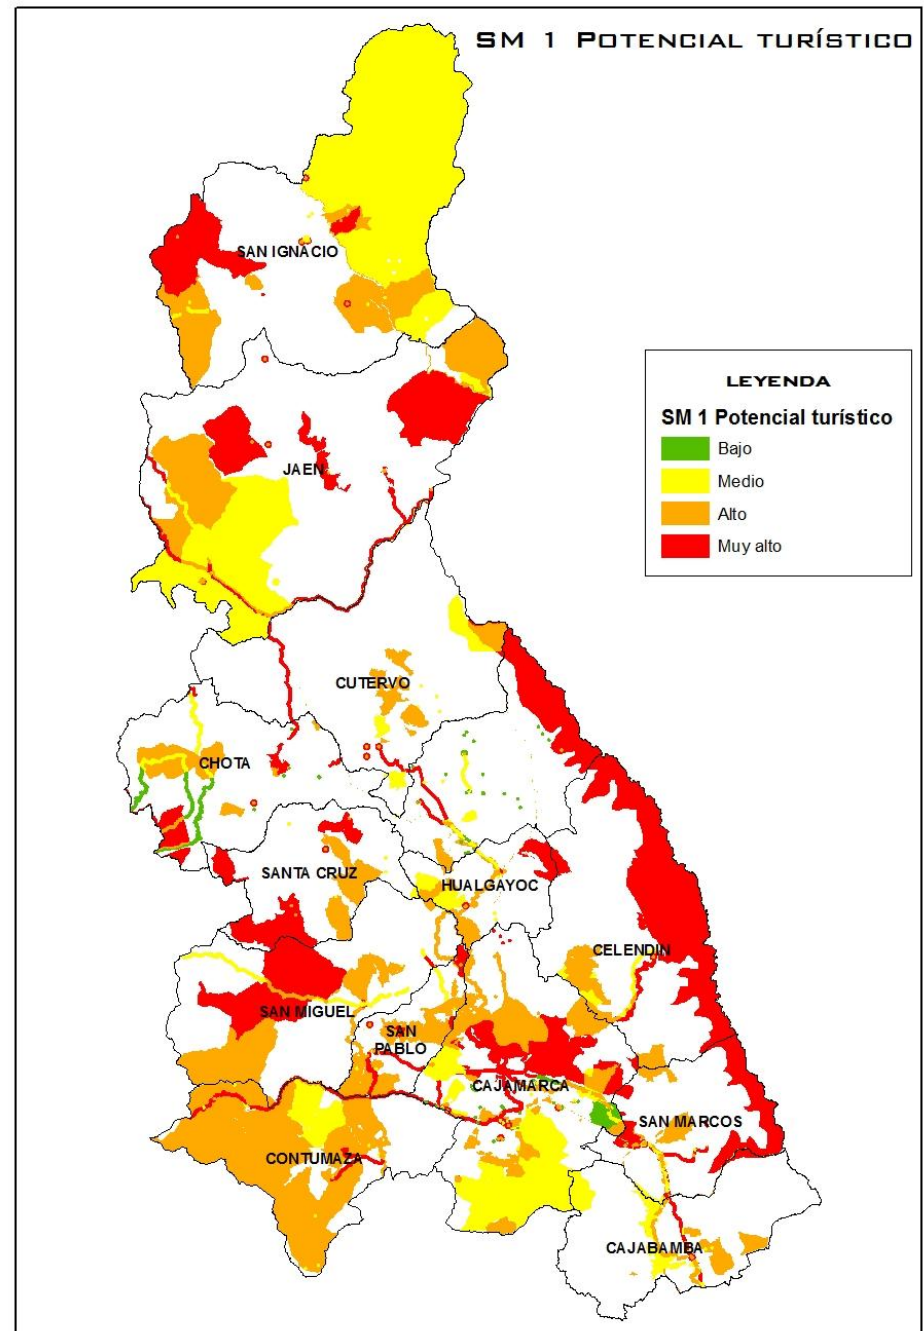 SM 1 POTENCIAL TURÍSTICO
SAN IGNACIO
LEYENDA
SM 1 Potencial turístico
Bajo
Medio
Alto
Muy alto
JAEN
CUTERVO
CHOTA
SANTA CRUZ
HUALGAYOC
CELENDIN
SAN MIGUEL
SAN
PABLO
CAJAMARCA
SAN MARCOS
CONTUMAZA
CAJABAMBA